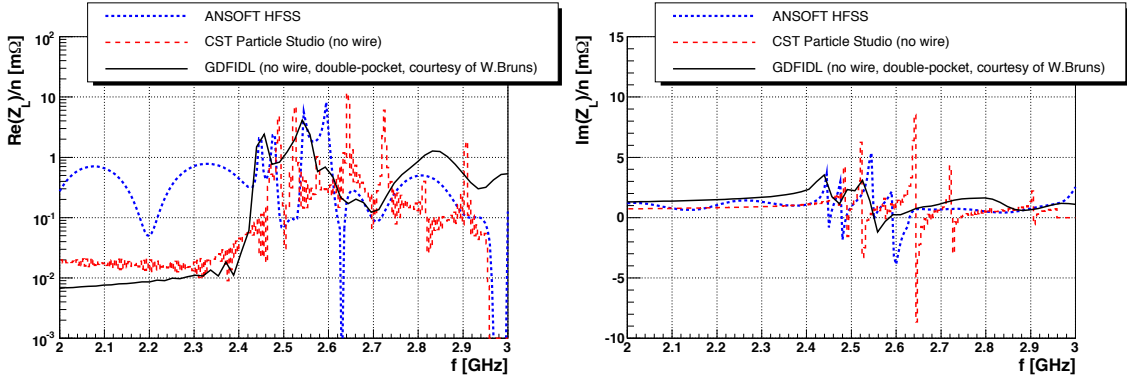 ANSOFT HFSS
CST Particle Studio (no wire)
GDFIDL (no wire, double-pocket, courtesy of W.Bruns)
Re(Z_L)/n [mΩ]
10^2
10
1
10^-1
10^-2
10^-3
2 2.1 2.2 2.3 2.4 2.5 2.6 2.7 2.8 2.9 3
f [GHz]
ANSOFT HFSS
CST Particle Studio (no wire)
GDFIDL (no wire, double-pocket, courtesy of W.Bruns)
Im(Z_L)/n [mΩ]
15
10
5
0
-5
-10
2 2.1 2.2 2.3 2.4 2.5 2.6 2.7 2.8 2.9 3
f [GHz]